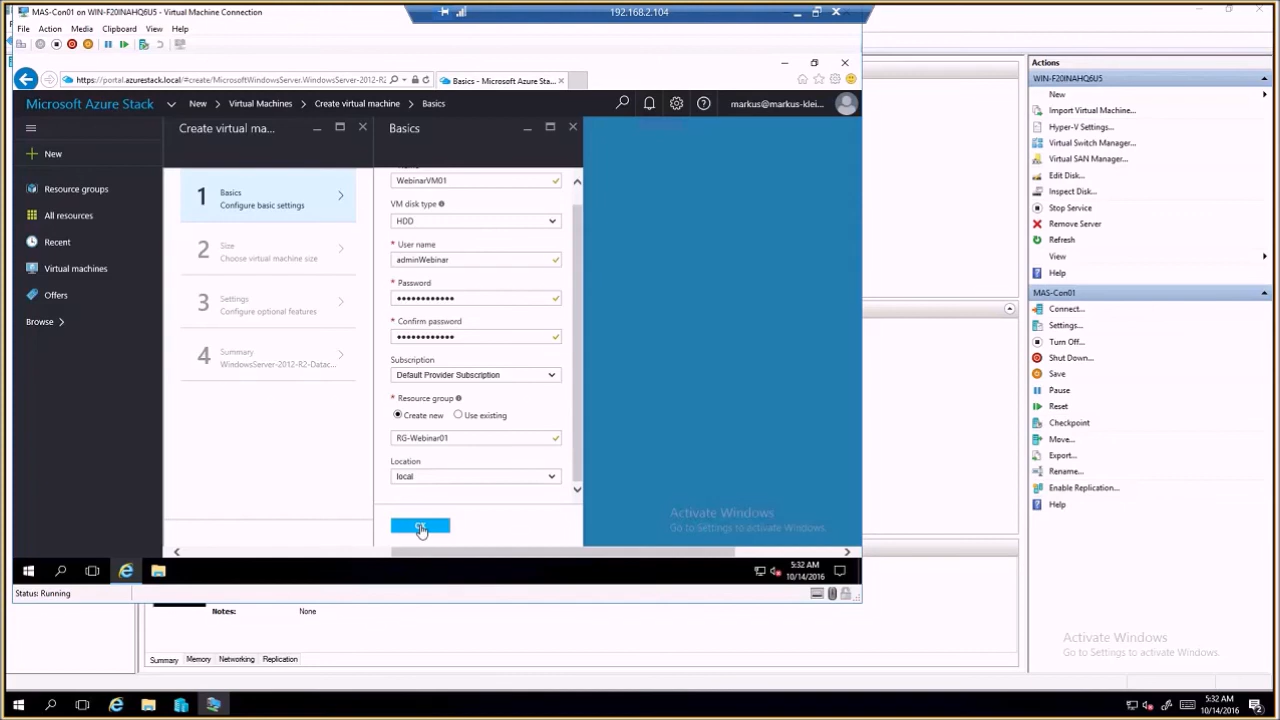 MAS-Con01 on WIN-F20INAHQ6U5 - Virtual Machine Connection
192.168.2.104
File Action Media Clipboard View Help
https://portal.azurestack.local/#create/MicrosoftWindowsServer.WindowsServer-2012-R2
Basics - Microsoft Azure Sta...
Microsoft Azure Stack
New > Virtual Machines > Create virtual machine > Basics
markus@markus-klei...
New
Resource groups
All resources
Recent
Virtual machines
Offers
Browse >
Create virtual ma...
1
Basics
Configure basic settings
2
Size
Choose virtual machine size
3
Settings
Configure optional features
4
Summary
WindowsServer-2012-R2-Datac...
Basics
WebinarVM01
VM disk type
HDD
* User name
adminWebinar
* Password
••••••••••••
* Confirm password
••••••••••••
Subscription
Default Provider Subscription
* Resource group
Create new Use existing
RG-Webinar01
Location
local
Activate Windows
Go to Settings to activate Windows.
5:32 AM
10/14/2016
Status: Running
Notes: None
Summary Memory Networking Replication
Actions
WIN-F20INAHQ6U5
New
Import Virtual Machine...
Hyper-V Settings...
Virtual Switch Manager...
Virtual SAN Manager...
Edit Disk...
Inspect Disk...
Stop Service
Remove Server
Refresh
View
Help
MAS-Con01
Connect...
Settings...
Turn Off...
Shut Down...
Save
Pause
Reset
Checkpoint
Move...
Export...
Rename...
Enable Replication...
Help
Activate Windows
Go to Settings to activate Windows.
5:32 AM
10/14/2016